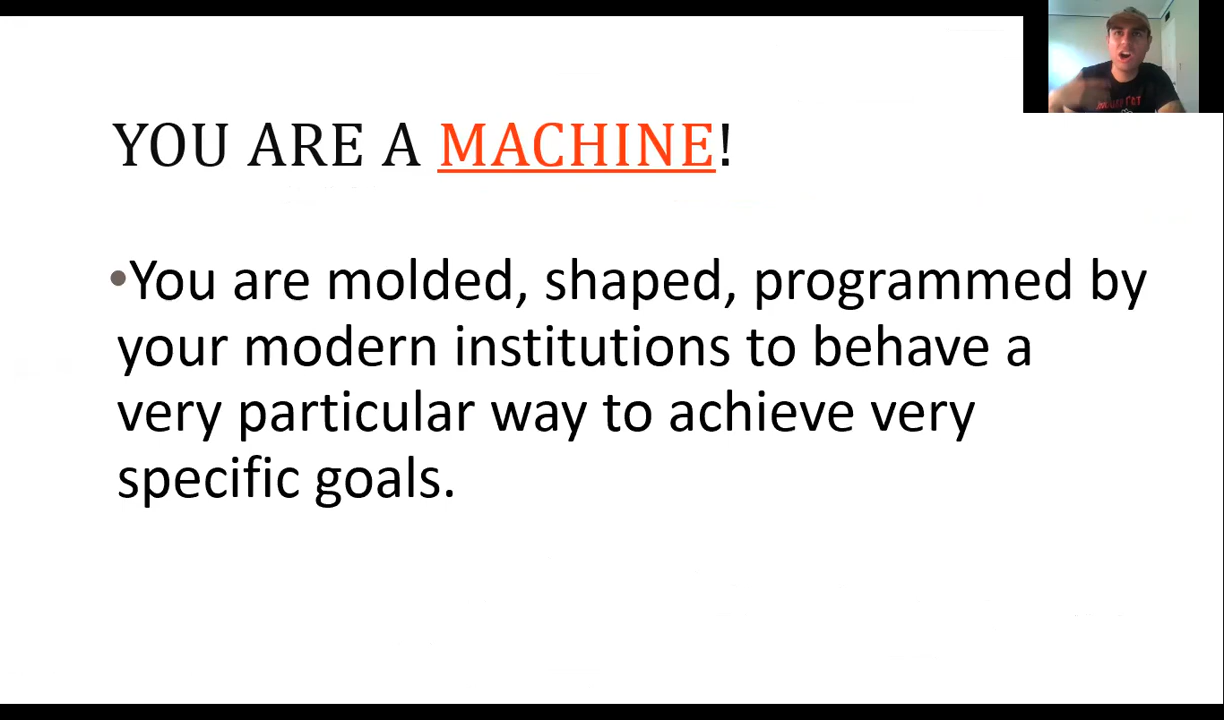 YOU ARE A MACHINE!
•You are molded, shaped, programmed by
your modern institutions to behave a
very particular way to achieve very
specific goals.